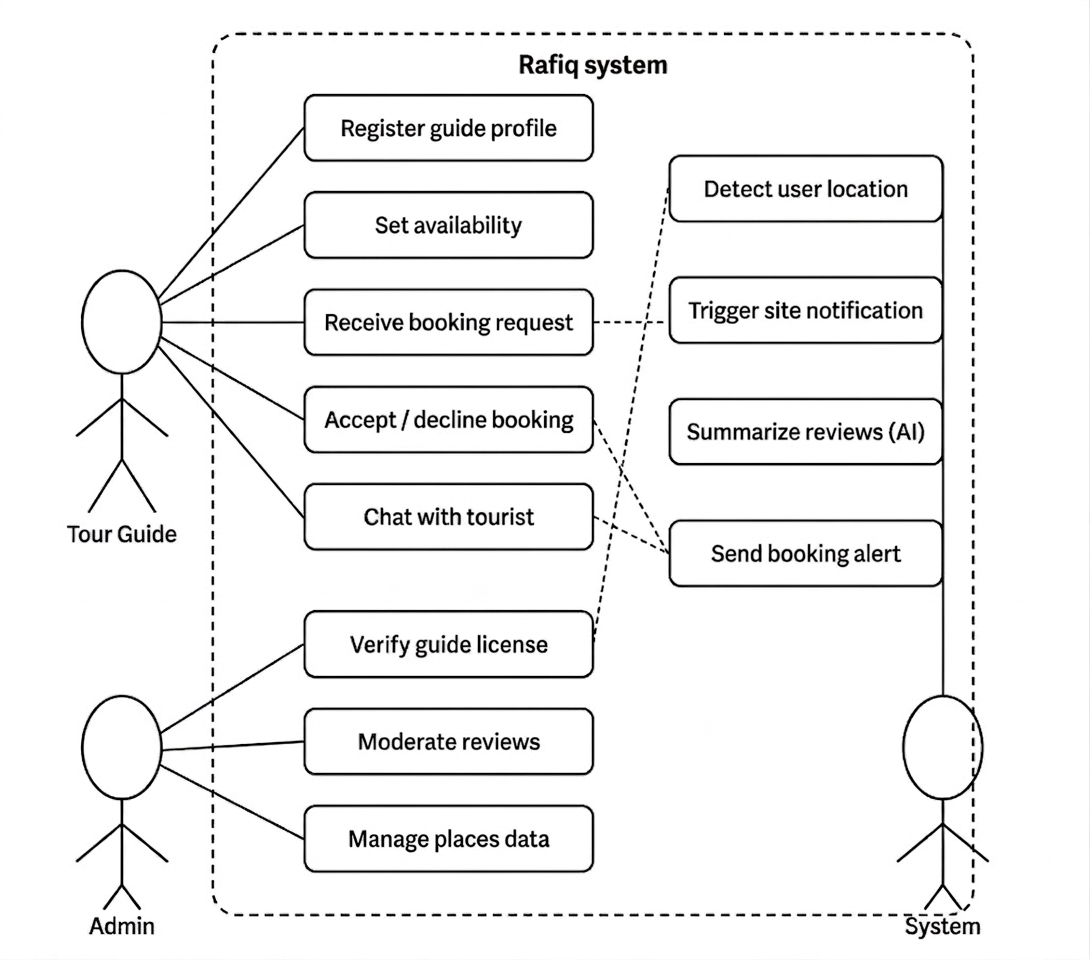 Rafiq system
Register guide profile
Set availability
Receive booking request
Accept / decline booking
Chat with tourist
Verify guide license
Moderate reviews
Manage places data
Detect user location
Trigger site notification
Summarize reviews (AI)
Send booking alert
Tour Guide
Admin
System